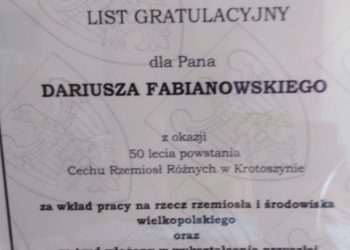 LIST GRATULACYJNY
dla Pana
DARIUSZA FABIANOWSKIEGO
z okazji
50 lecia powstania
Cechu Rzemiosł Różnych w Krotoszynie
za wkład pracy na rzecz rzemiosła i środowiska
wielkopolskiego
oraz